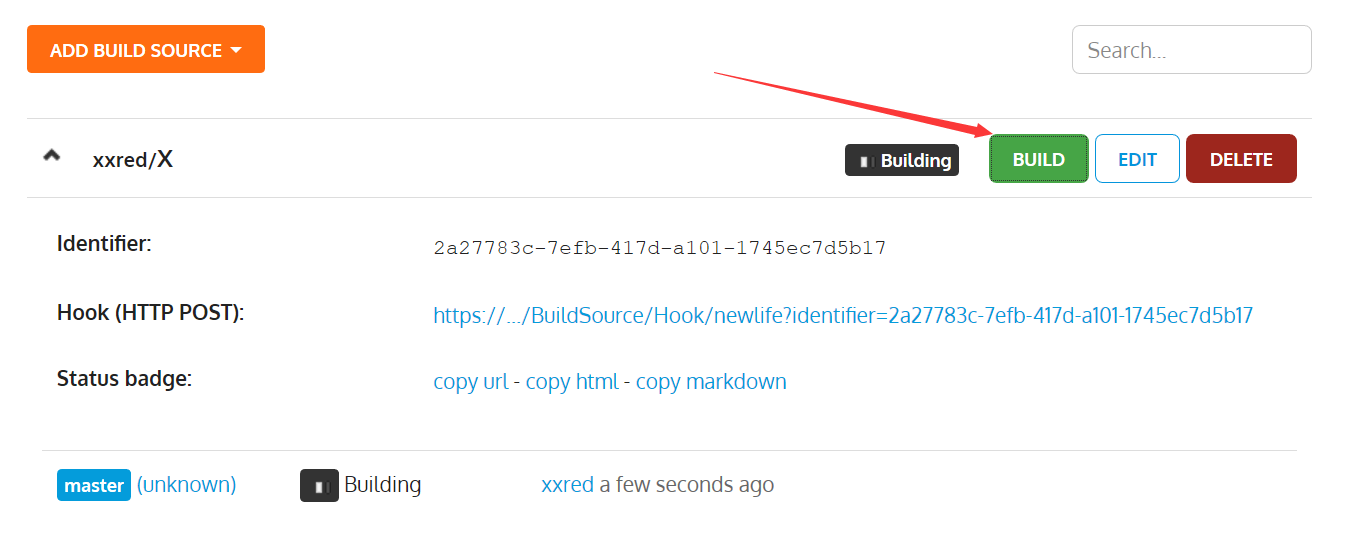 ADD BUILD SOURCE
Search...
xxred/X
Building
BUILD
EDIT
DELETE
Identifier:
2a27783c-7efb-417d-a101-1745ec7d5b17
Hook (HTTP POST):
https://.../BuildSource/Hook/newlife?identifier=2a27783c-7efb-417d-a101-1745ec7d5b17
Status badge:
copy url - copy html - copy markdown
master (unknown)
Building
xxred a few seconds ago